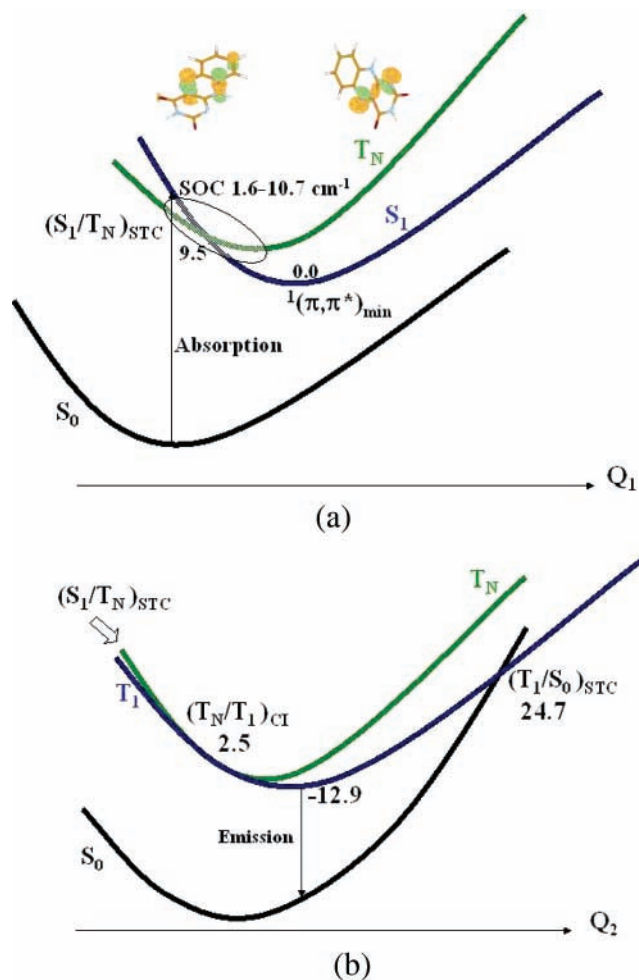 T_N
SOC 1.6–10.7 cm⁻¹
(S₁/T_N)_STC
S₁
9.5
0.0
¹(π,π*)_min
Absorption
S₀
Q₁
(a)
T_N
(S₁/T_N)_STC
T₁
(T_N/T₁)_CI
2.5
(T₁/S₀)_STC
24.7
-12.9
Emission
S₀
Q₂
(b)